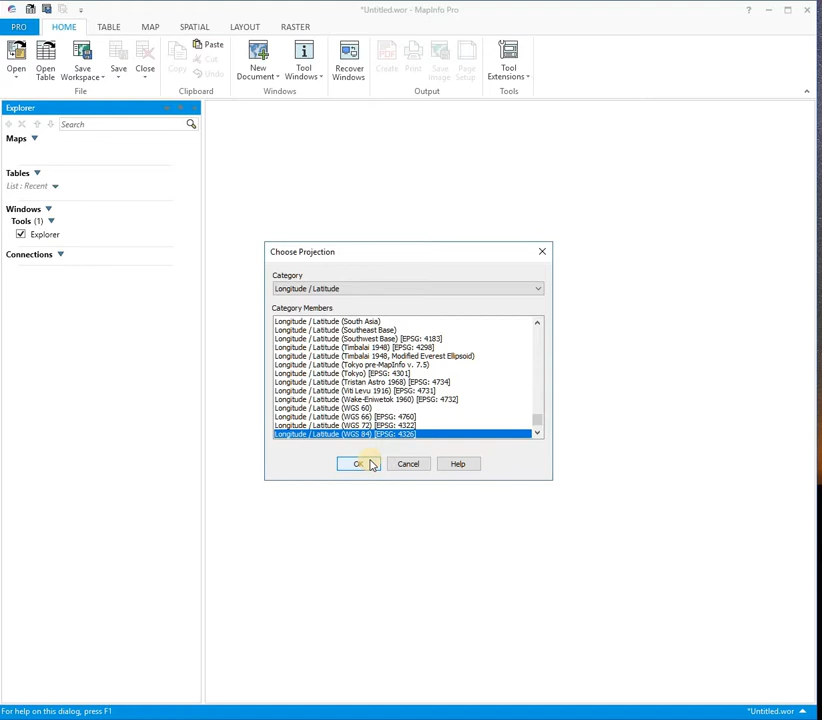 *Untitled.wor - MapInfo Pro
PRO HOME TABLE MAP SPATIAL LAYOUT RASTER
Open
Open Table
Save Workspace
Save
Close
File
Copy
Paste
Cut
Undo
Clipboard
New Document
Tool Windows
Windows
Recover Windows
Create
Print
Save Image
Page Setup
Output
Tool Extensions
Tools
Explorer
Search
Maps
Tables
List : Recent
Windows
Tools (1)
Explorer
Connections
Choose Projection
Category
Longitude / Latitude
Category Members
Longitude / Latitude (South Asia)
Longitude / Latitude (Southeast Base)
Longitude / Latitude (Southwest Base) [EPSG: 4183]
Longitude / Latitude (Timbalai 1948) [EPSG: 4298]
Longitude / Latitude (Timbalai 1948, Modified Everest Ellipsoid)
Longitude / Latitude (Tokyo pre-MapInfo v. 7.5)
Longitude / Latitude (Tokyo) [EPSG: 4301]
Longitude / Latitude (Tristan Astro 1968) [EPSG: 4734]
Longitude / Latitude (Viti Levu 1916) [EPSG: 4731]
Longitude / Latitude (Wake-Eniwetok 1960) [EPSG: 4732]
Longitude / Latitude (WGS 60)
Longitude / Latitude (WGS 66) [EPSG: 4760]
Longitude / Latitude (WGS 72) [EPSG: 4322]
Longitude / Latitude (WGS 84) [EPSG: 4326]
OK Cancel Help
For help on this dialog, press F1
*Untitled.wor